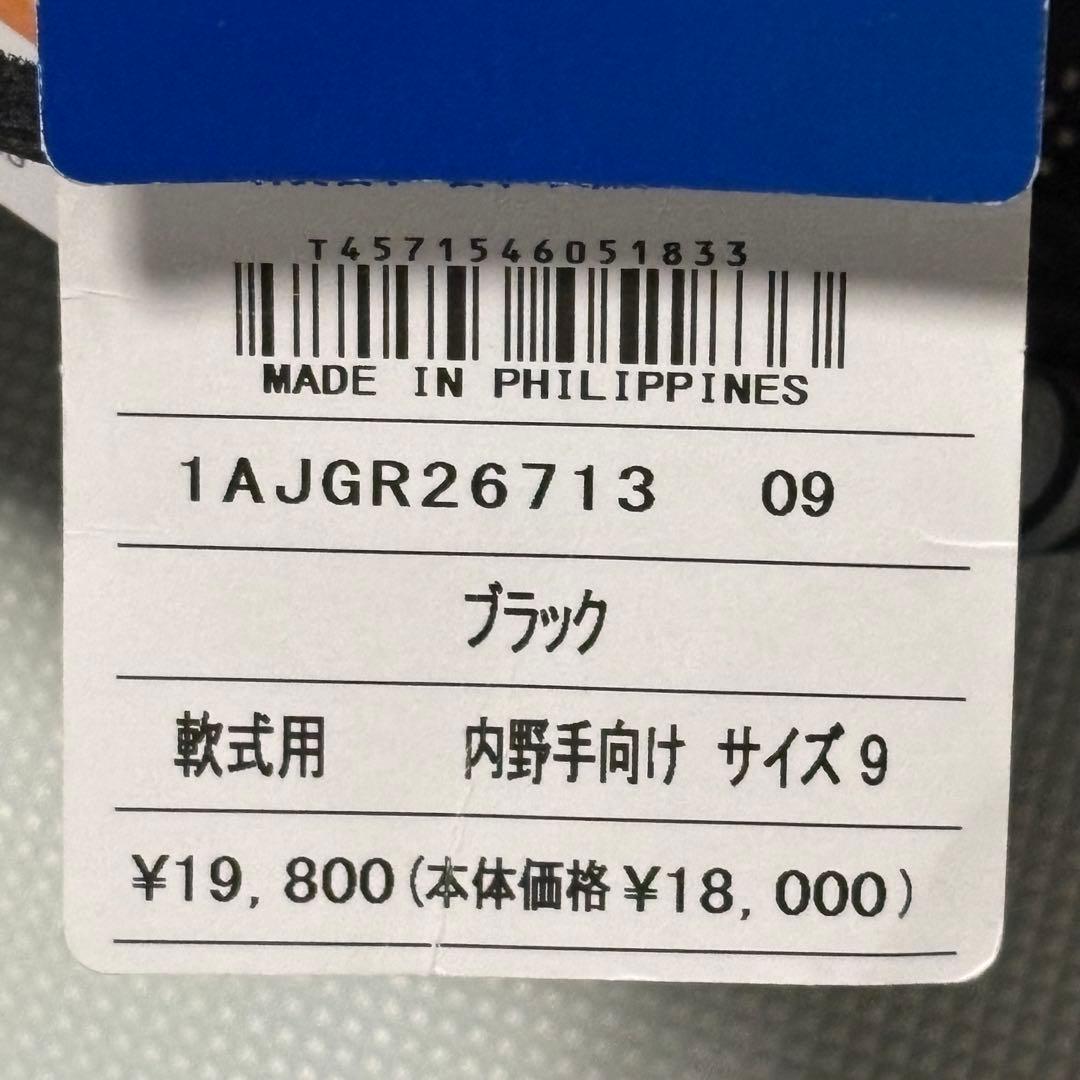 T4571546051833
MADE IN PHILIPPINES
1AJGR26713 09
ブラック
軟式用 内野手向け サイズ9
¥19,800(本体価格¥18,000)